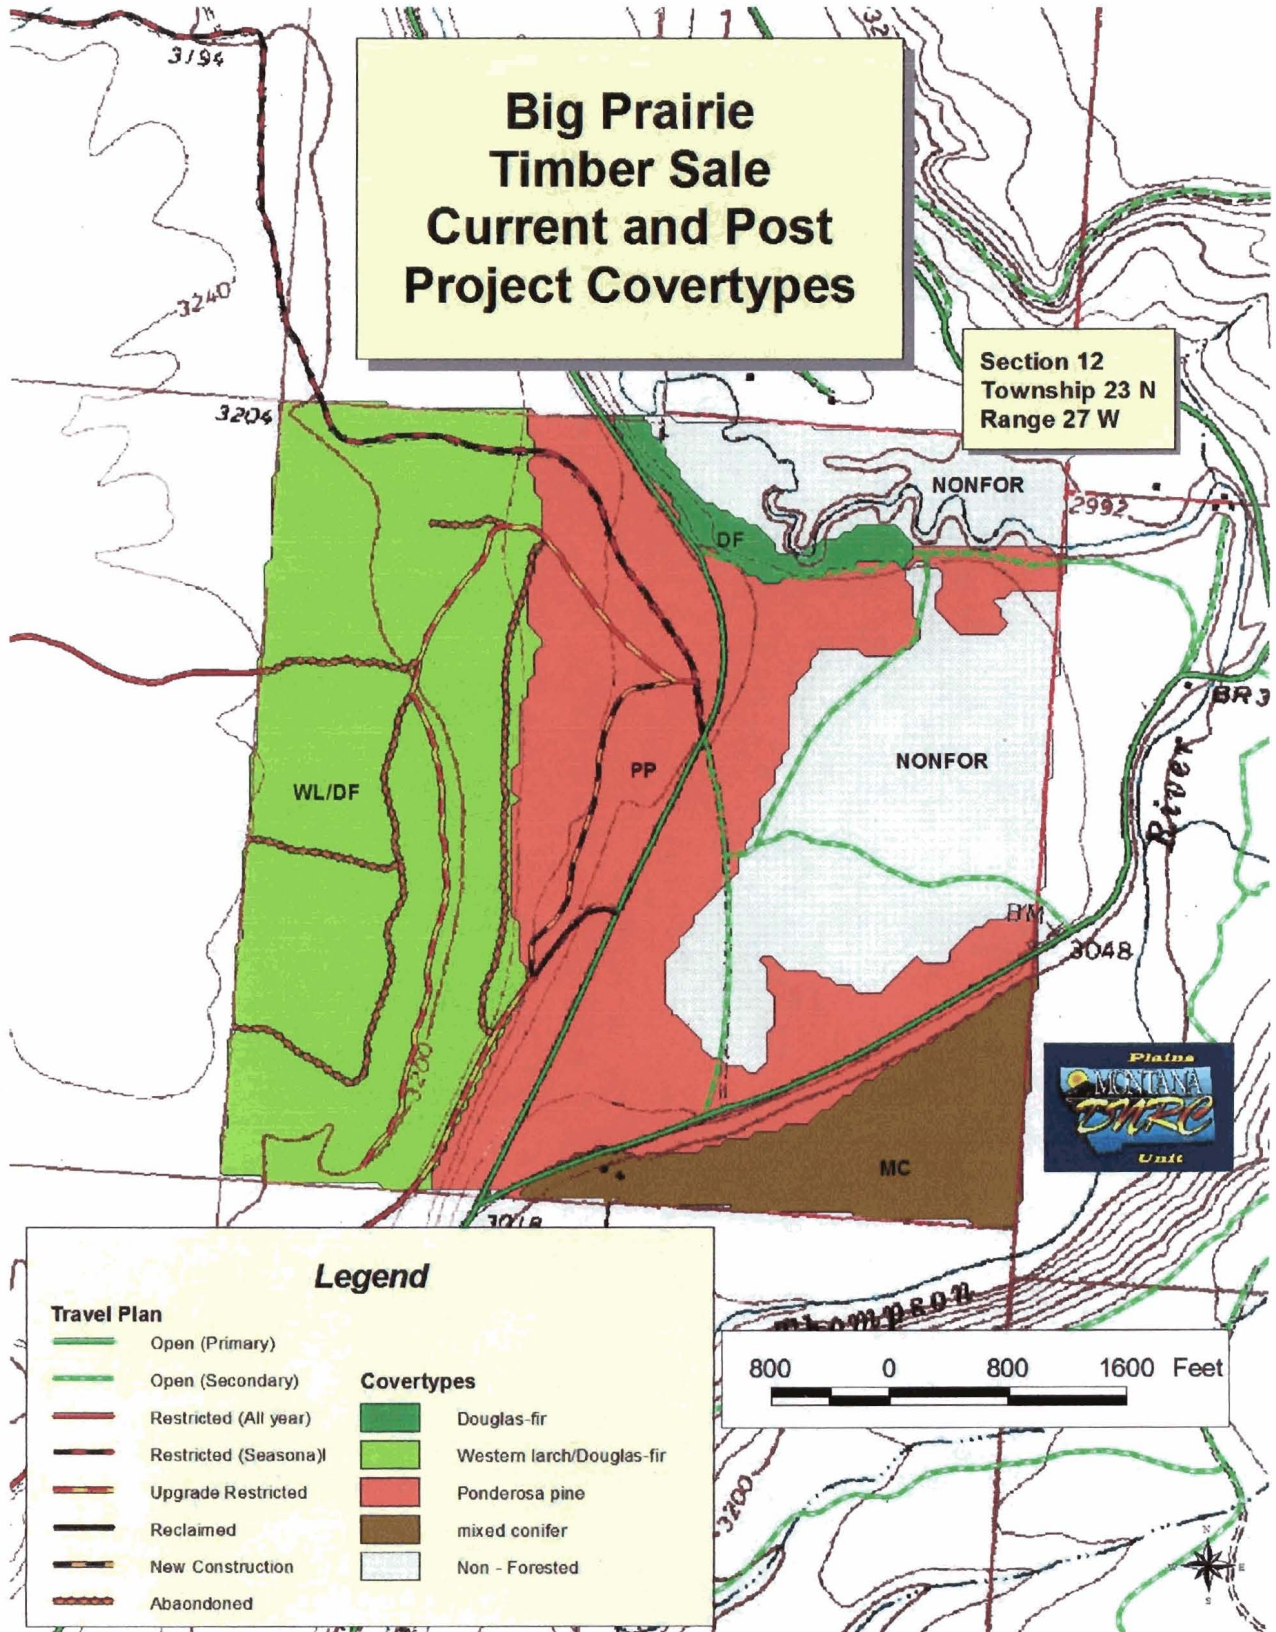 3194
32
Big Prairie
Timber Sale
Current and Post
Project Covertypes
3240
Section 12
Township 23 N
Range 27 W
3204
NONFOR
2992
DF
BR 3
NONFOR
PP
WL/DF
River
BM
3048
3200
Plains
MONTANA
DNRC
Unit
MC
Legend
Travel Plan
Open (Primary)
Open (Secondary)
Restricted (All year)
Restricted (Seasona)l
Upgrade Restricted
Reclaimed
New Construction
Abaondoned
Covertypes
Douglas-fir
Western larch/Douglas-fir
Ponderosa pine
mixed conifer
Non - Forested
Thompson
800 0 800 1600 Feet
3200
N
W E
S